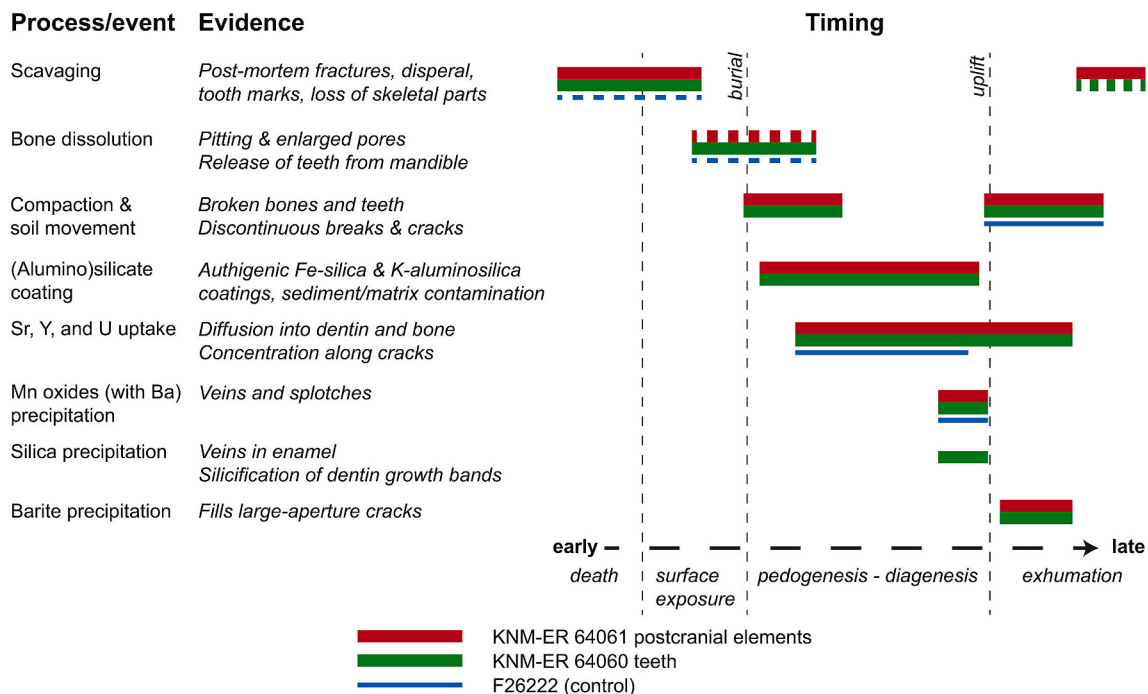 Process/event Evidence Timing
Scavaging Post-mortem fractures, disperal,
tooth marks, loss of skeletal parts
burial
uplift
Bone dissolution Pitting & enlarged pores
Release of teeth from mandible
Compaction & Broken bones and teeth
soil movement Discontinuous breaks & cracks
(Alumino)silicate Authigenic Fe-silica & K-aluminosilica
coating coatings, sediment/matrix contamination
Sr, Y, and U uptake Diffusion into dentin and bone
Concentration along cracks
Mn oxides (with Ba) Veins and splotches
precipitation
Silica precipitation Veins in enamel
Silicification of dentin growth bands
Barite precipitation Fills large-aperture cracks
early late
death surface pedogenesis - diagenesis exhumation
exposure
KNM-ER 64061 postcranial elements
KNM-ER 64060 teeth
F26222 (control)